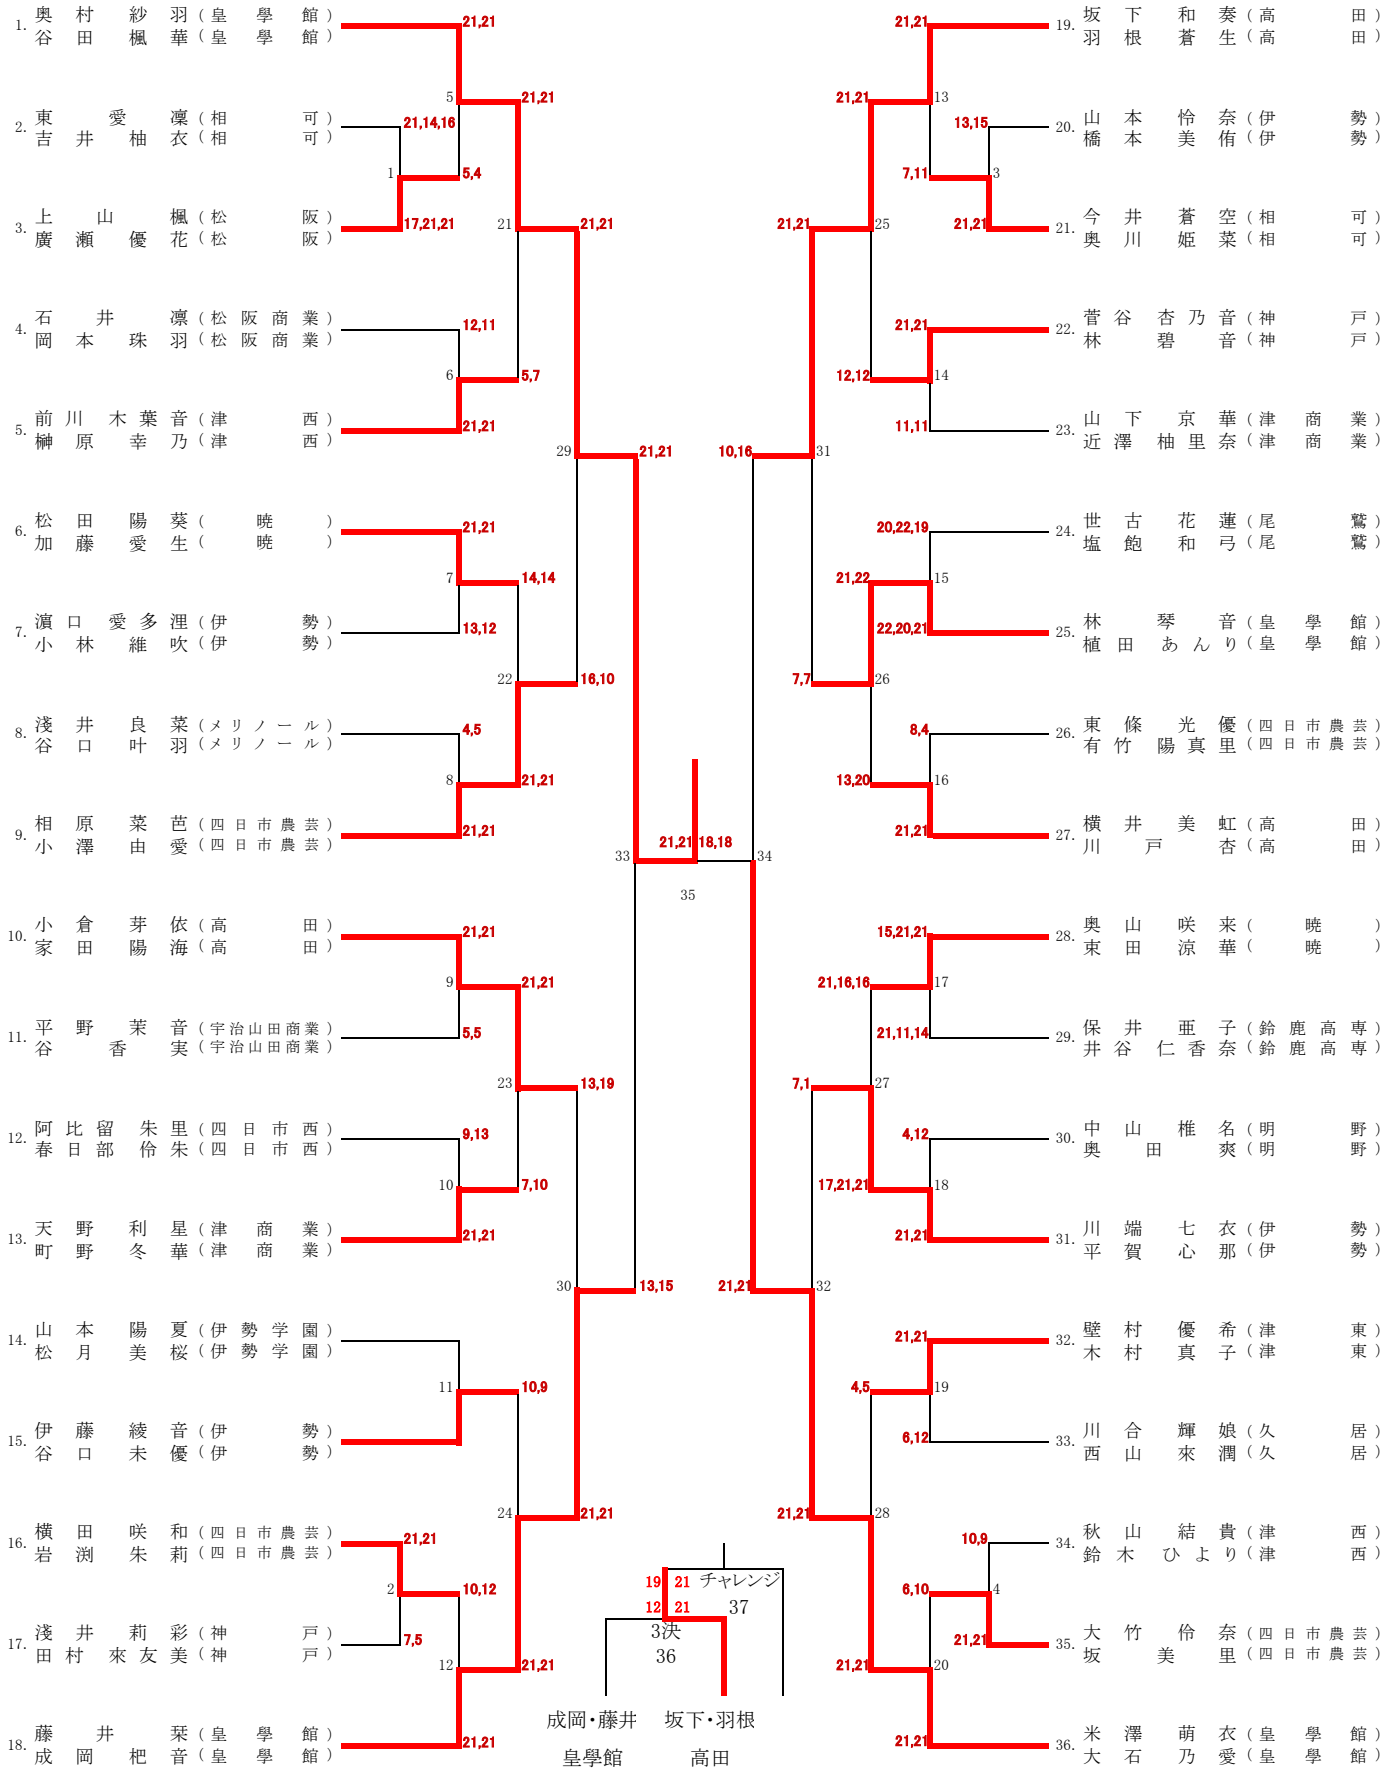 1. 奥村紗羽(皇學館)
谷田楓華(皇學館)
21,21
5
21,21
2. 東愛凜(相可)
吉井柚衣(相可)
21,14,16
1
5,4
3. 上山楓(松阪)
廣瀬優花(松阪)
17,21,21
21
21,21
4. 石井凛(松阪商業)
岡本珠羽(松阪商業)
12,11
6
5,7
5. 前川木葉音(津西)
榊原幸乃(津西)
21,21
29
21,21
6. 松田陽葵(暁)
加藤愛生(暁)
21,21
7
14,14
7. 濵口愛多浬(伊勢)
小林維吹(伊勢)
13,12
22
16,10
8. 淺井良菜(メリノール)
谷口叶羽(メリノール)
4,5
8
21,21
9. 相原菜芭(四日市農芸)
小澤由愛(四日市農芸)
21,21
33
21,21
18,18
34
35
10. 小倉芽依(高田)
家田陽海(高田)
21,21
9
21,21
11. 平野茉音(宇治山田商業)
谷香実(宇治山田商業)
5,5
23
13,19
12. 阿比留朱里(四日市西)
春日部伶朱(四日市西)
9,13
10
7,10
13. 天野利星(津商業)
町野冬華(津商業)
21,21
30
13,15
14. 山本陽夏(伊勢学園)
松月美桜(伊勢学園)
11
10,9
15. 伊藤綾音(伊勢)
谷口未優(伊勢)
24
21,21
16. 横田咲和(四日市農芸)
岩渕朱莉(四日市農芸)
21,21
2
10,12
17. 淺井莉彩(神戸)
田村來友美(神戸)
7,5
12
21,21
18. 藤井栞(皇學館)
成岡杷音(皇學館)
21,21
19. 坂下和奏(高田)
羽根蒼生(高田)
21,21
21,21
13
20. 山本怜奈(伊勢)
橋本美侑(伊勢)
13,15
7,11
3
21. 今井蒼空(相可)
奥川姫菜(相可)
21,21
21,21
25
22. 菅谷杏乃音(神戸)
林碧音(神戸)
21,21
12,12
14
23. 山下京華(津商業)
近澤柚里奈(津商業)
11,11
10,16
31
24. 世古花蓮(尾鷲)
塩飽和弓(尾鷲)
20,22,19
21,22
15
25. 林琴音(皇學館)
植田あんり(皇學館)
22,20,21
7,7
26
26. 東條光優(四日市農芸)
有竹陽真里(四日市農芸)
8,4
13,20
16
27. 横井美虹(高田)
川戸杏(高田)
21,21
28. 奥山咲来(暁)
束田涼華(暁)
15,21,21
21,16,16
17
29. 保井亜子(鈴鹿高専)
井谷仁香奈(鈴鹿高専)
21,11,14
7,1
27
30. 中山椎名(明野)
奥田爽(明野)
4,12
17,21,21
18
31. 川端七衣(伊勢)
平賀心那(伊勢)
21,21
21,21
32
32. 壁村優希(津東)
木村真子(津東)
21,21
4,5
19
33. 川合輝娘(久居)
西山來潤(久居)
6,12
21,21
28
34. 秋山結貴(津西)
鈴木ひより(津西)
10,9
6,10
4
35. 大竹伶奈(四日市農芸)
坂美里(四日市農芸)
21,21
21,21
20
36. 米澤萌衣(皇學館)
大石乃愛(皇學館)
21,21
19 21 チャレンジ
12 21 37
3決
36
成岡・藤井 坂下・羽根
皇學館 高田